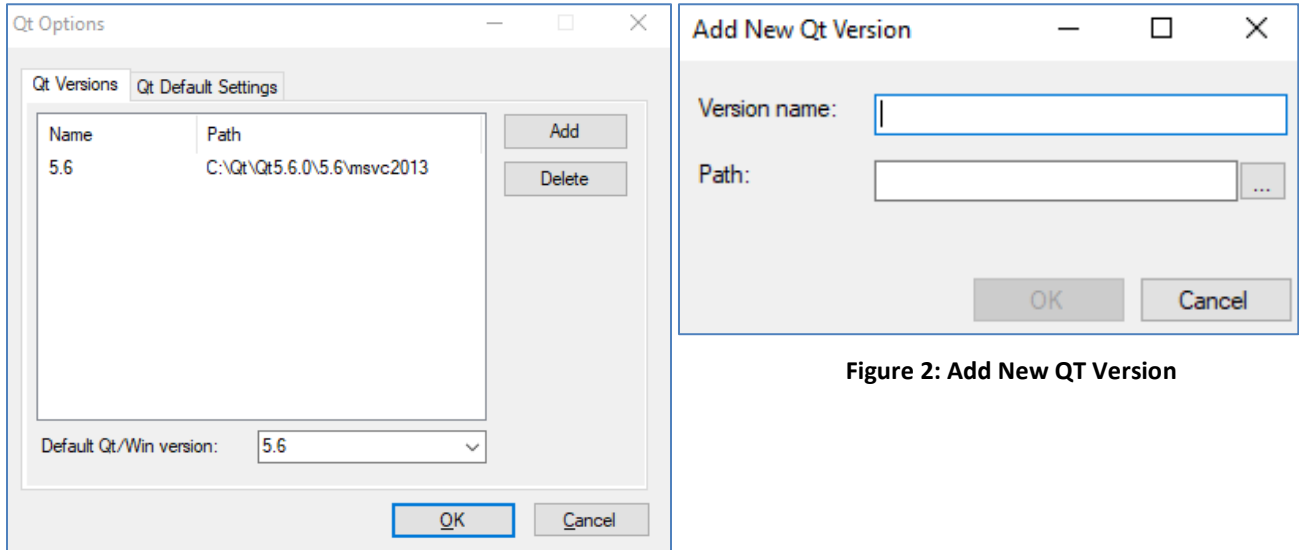 Qt Options
Qt Versions Qt Default Settings
Name Path
5.6 C:\Qt\Qt5.6.0\5.6\msvc2013
Add
Delete
Default Qt/Win version: 5.6
OK Cancel
Add New Qt Version
Version name:
Path:
...
OK Cancel
Figure 2: Add New QT Version